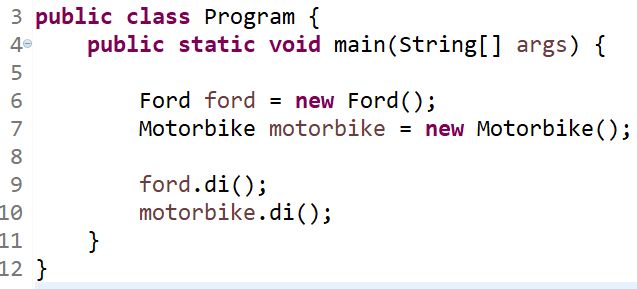 3 public class Program {
4 public static void main(String[] args) {
5
6 Ford ford = new Ford();
7 Motorbike motorbike = new Motorbike();
8
9 ford.di();
10 motorbike.di();
11 }
12 }